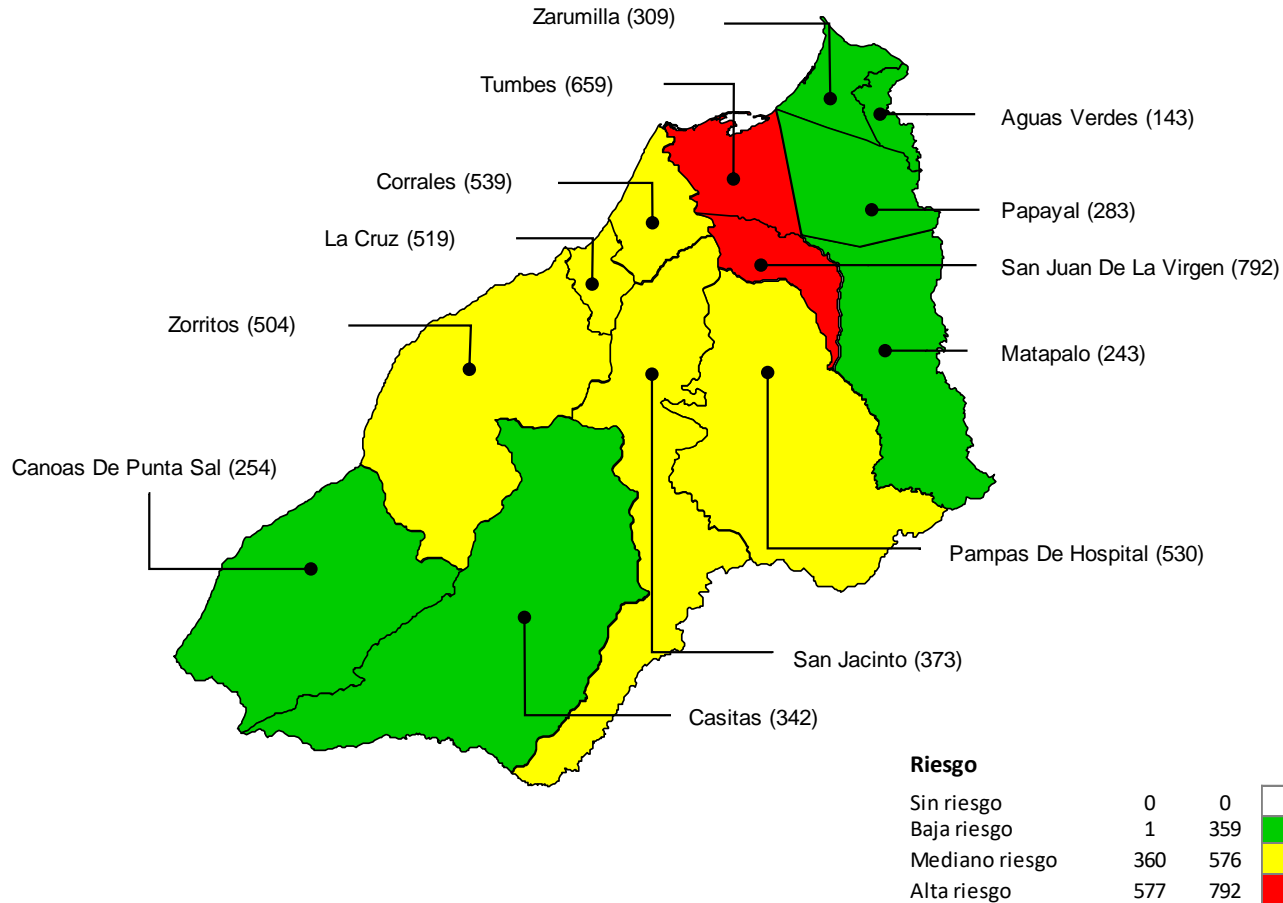 Zarumilla (309)
Tumbes (659)
Aguas Verdes (143)
Corrales (539)
Papayal (283)
La Cruz (519)
San Juan De La Virgen (792)
Zorritos (504)
Matapalo (243)
Canoas De Punta Sal (254)
Pampas De Hospital (530)
San Jacinto (373)
Casitas (342)
Riesgo
Sin riesgo 0 0
Baja riesgo 1 359
Mediano riesgo 360 576
Alta riesgo 577 792